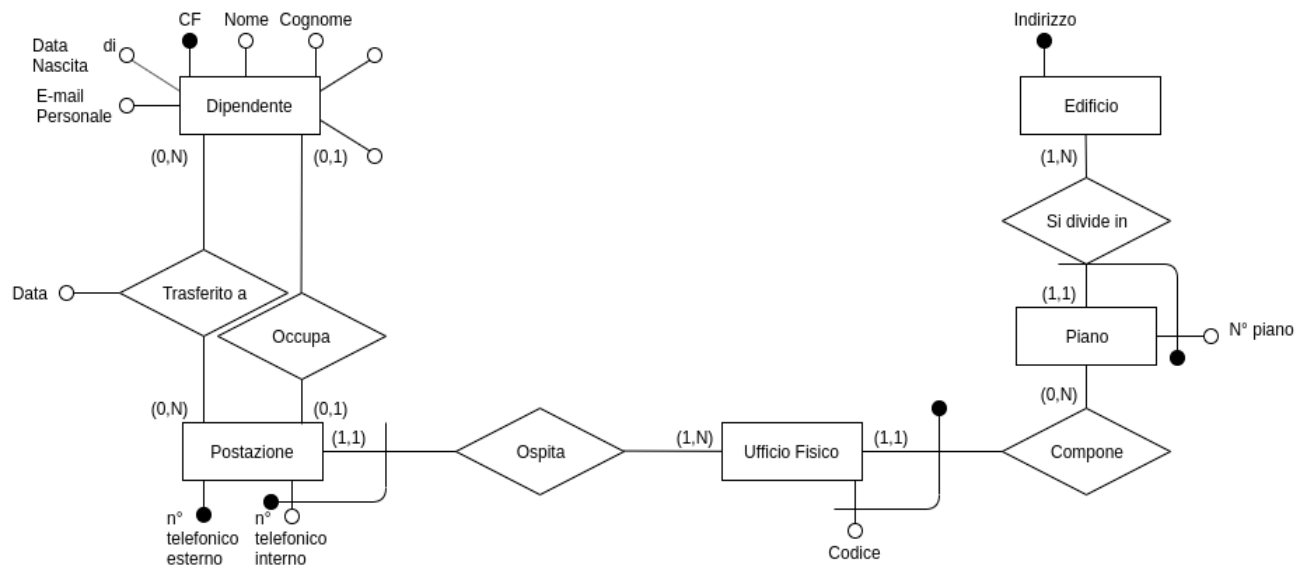 CF
Nome
Cognome
Indirizzo
Data di
Nascita
E-mail
Personale
Dipendente
Edificio
(0,N)
(0,1)
(1,N)
Si divide in
Data
Trasferito a
(1,1)
Occupa
Piano
N° piano
(0,N)
(0,1)
(0,N)
(1,1)
(1,N)
(1,1)
Postazione
Ospita
Ufficio Fisico
Compone
n°
telefonico
esterno
n°
telefonico
interno
Codice